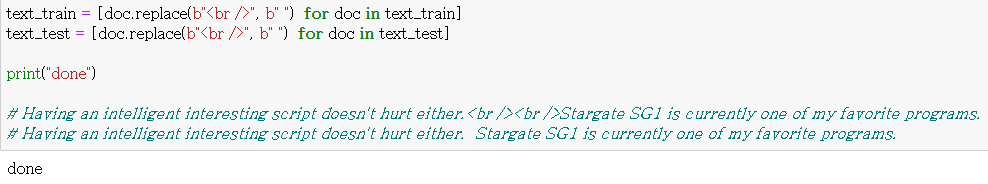 text_train = [doc.replace(b"<br />", b" ") for doc in text_train]
text_test = [doc.replace(b"<br />", b" ") for doc in text_test]
print("done")
# Having an intelligent interesting script doesn't hurt either.<br /><br />Stargate SG1 is currently one of my favorite programs.
# Having an intelligent interesting script doesn't hurt either.  Stargate SG1 is currently one of my favorite programs.
done